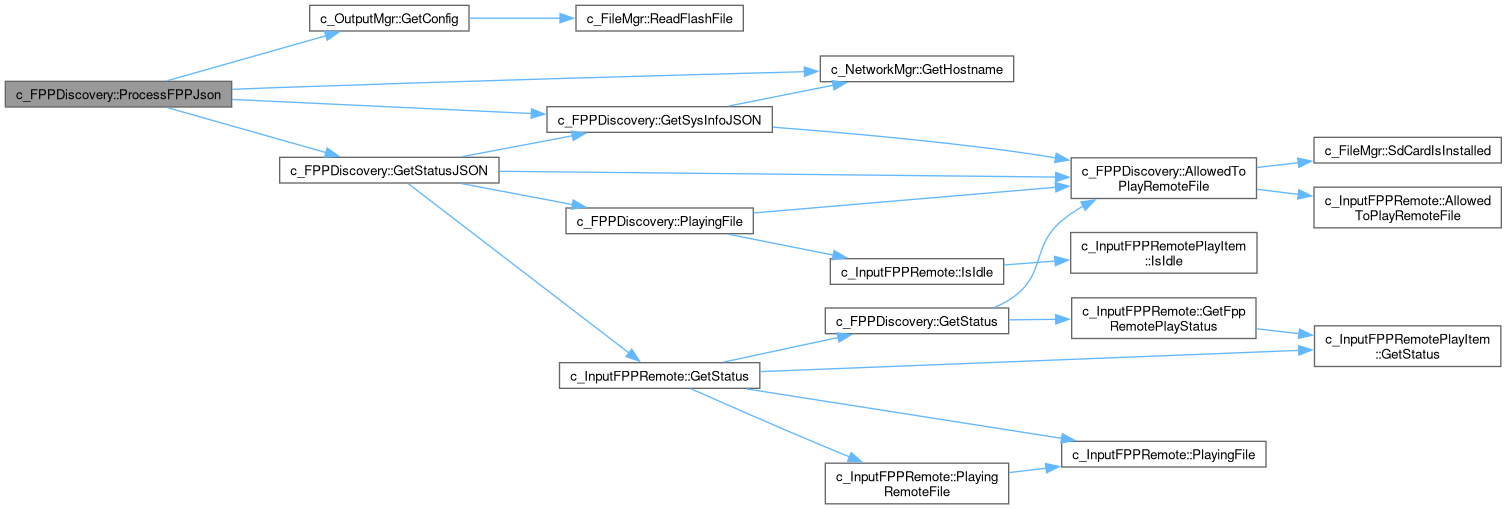 c_OutputMgr::GetConfig
c_FileMgr::ReadFlashFile
c_NetworkMgr::GetHostname
c_FPPDiscovery::ProcessFPPJson
c_FPPDiscovery::GetSysInfoJSON
c_FPPDiscovery::GetStatusJSON
c_FPPDiscovery::AllowedTo
PlayRemoteFile
c_FileMgr::SdCardIsInstalled
c_InputFPPRemote::Allowed
ToPlayRemoteFile
c_FPPDiscovery::PlayingFile
c_InputFPPRemote::IsIdle
c_InputFPPRemotePlayItem
::IsIdle
c_FPPDiscovery::GetStatus
c_InputFPPRemote::GetFpp
RemotePlayStatus
c_InputFPPRemotePlayItem
::GetStatus
c_InputFPPRemote::GetStatus
c_InputFPPRemote::PlayingFile
c_InputFPPRemote::Playing
RemoteFile